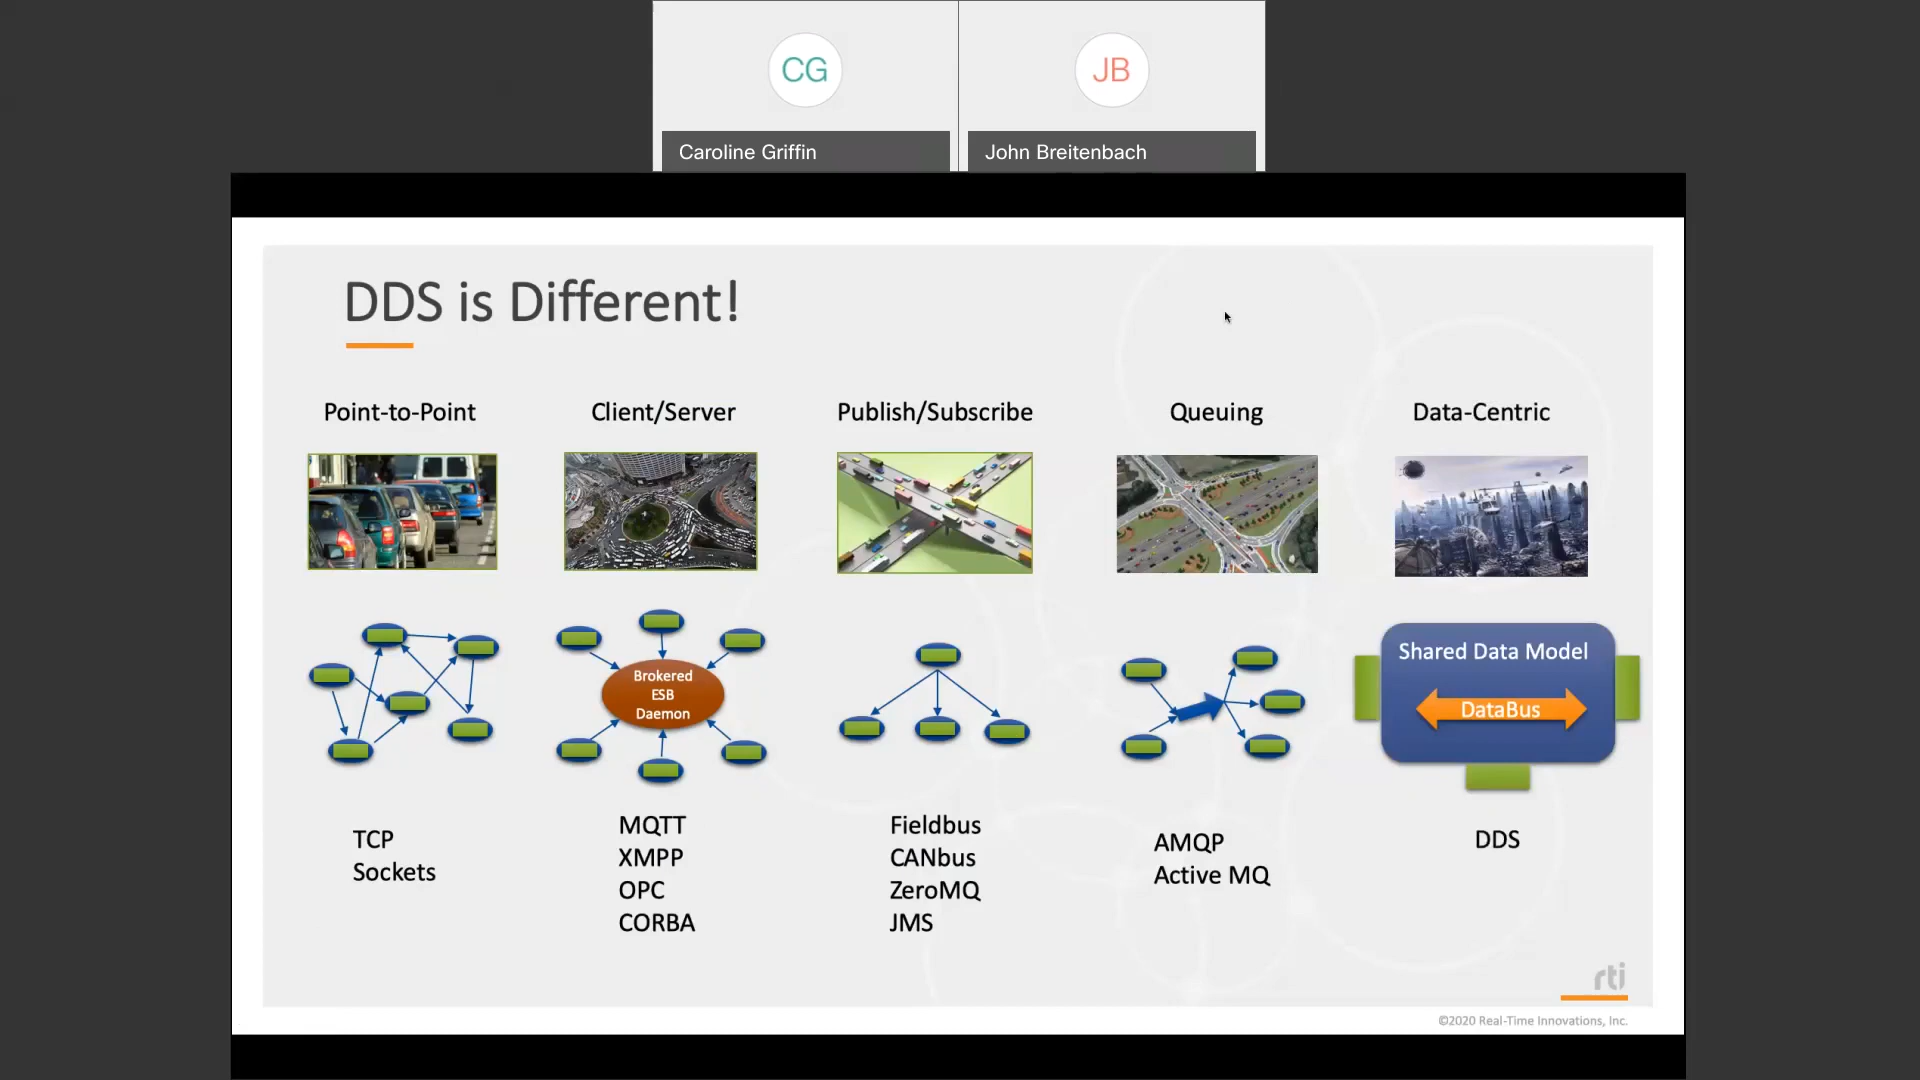 CG
JB
Caroline Griffin
John Breitenbach
DDS is Different!
Point-to-Point
Client/Server
Publish/Subscribe
Queuing
Data-Centric
Brokered
ESB
Daemon
Shared Data Model
DataBus
TCP
Sockets
MQTT
XMPP
OPC
CORBA
Fieldbus
CANbus
ZeroMQ
JMS
AMQP
Active MQ
DDS
rti
©2020 Real-Time Innovations, Inc.